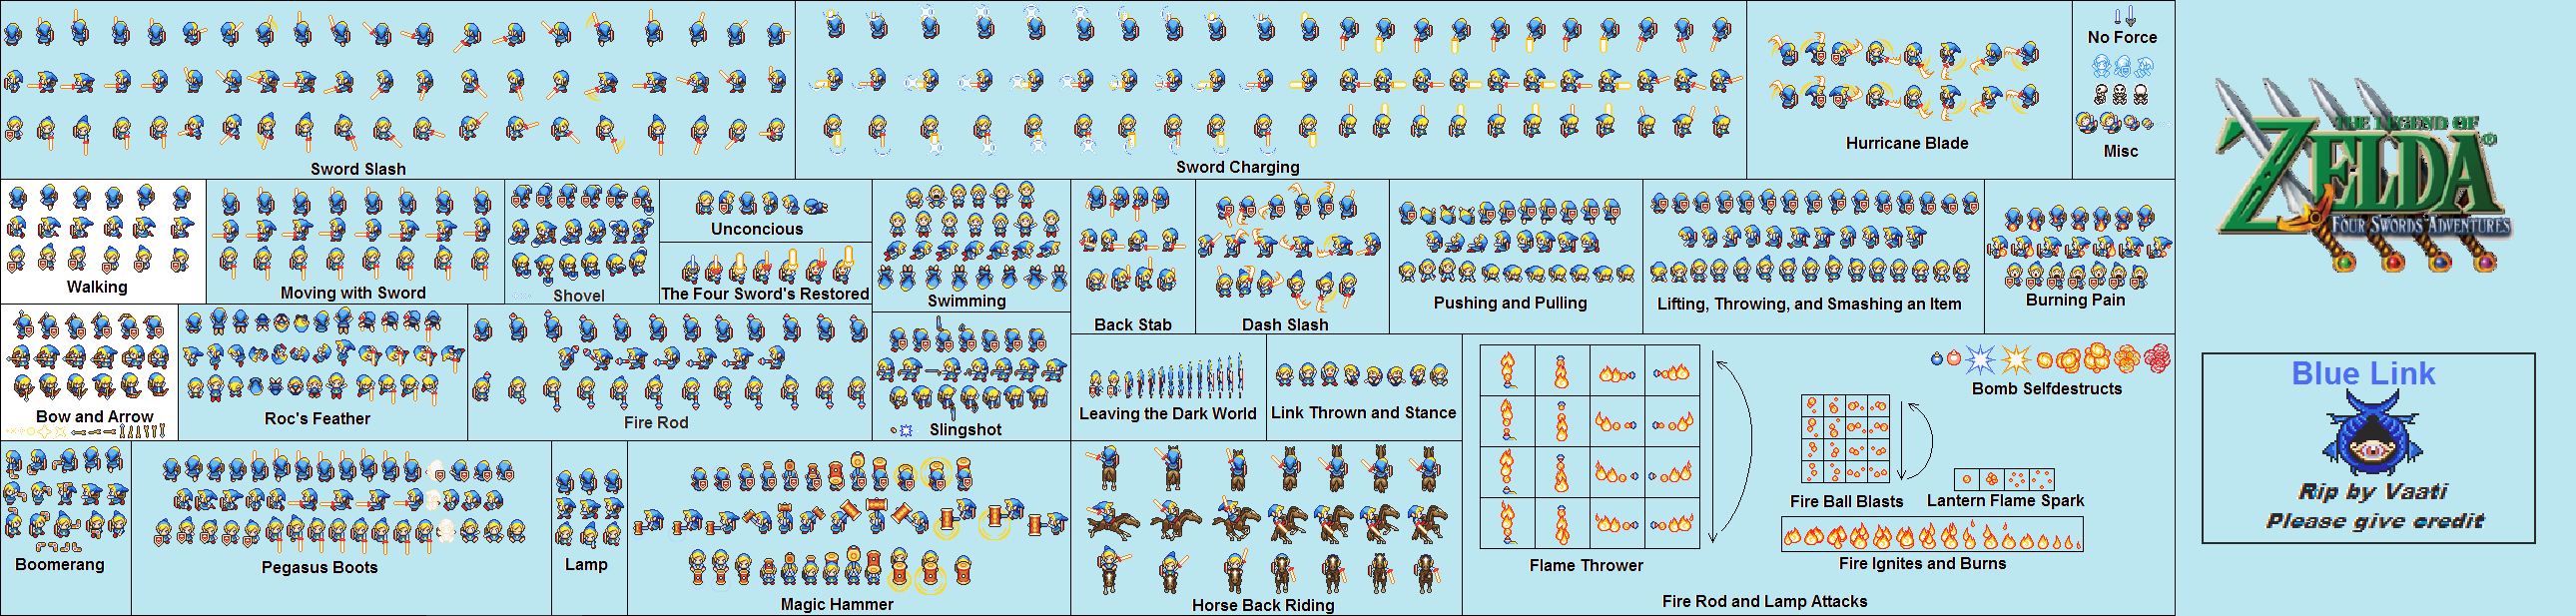 Sword Slash
Sword Charging
Hurricane Blade
No Force
Misc
THE LEGEND OF
ZELDA®
FOUR SWORDS ADVENTURES
Walking
Moving with Sword
Shovel
Unconcious
The Four Sword's Restored
Swimming
Back Stab
Dash Slash
Pushing and Pulling
Lifting, Throwing, and Smashing an Item
Burning Pain
Bow and Arrow
Roc's Feather
Fire Rod
Slingshot
Leaving the Dark World
Link Thrown and Stance
Bomb Selfdestructs
Fire Ball Blasts
Lantern Flame Spark
Flame Thrower
Fire Ignites and Burns
Fire Rod and Lamp Attacks
Boomerang
Pegasus Boots
Lamp
Magic Hammer
Horse Back Riding
Blue Link
Rip by Vaati
Please give credit